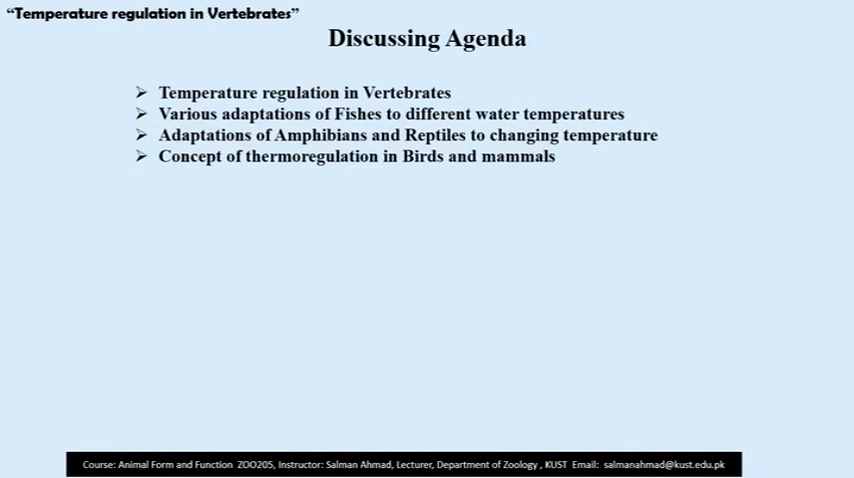 “Temperature regulation in Vertebrates”
Discussing Agenda
➢ Temperature regulation in Vertebrates
➢ Various adaptations of Fishes to different water temperatures
➢ Adaptations of Amphibians and Reptiles to changing temperature
➢ Concept of thermoregulation in Birds and mammals
Course: Animal Form and Function ZOO205, Instructor: Salman Ahmad, Lecturer, Department of Zoology , KUST Email: salmanahmad@kust.edu.pk